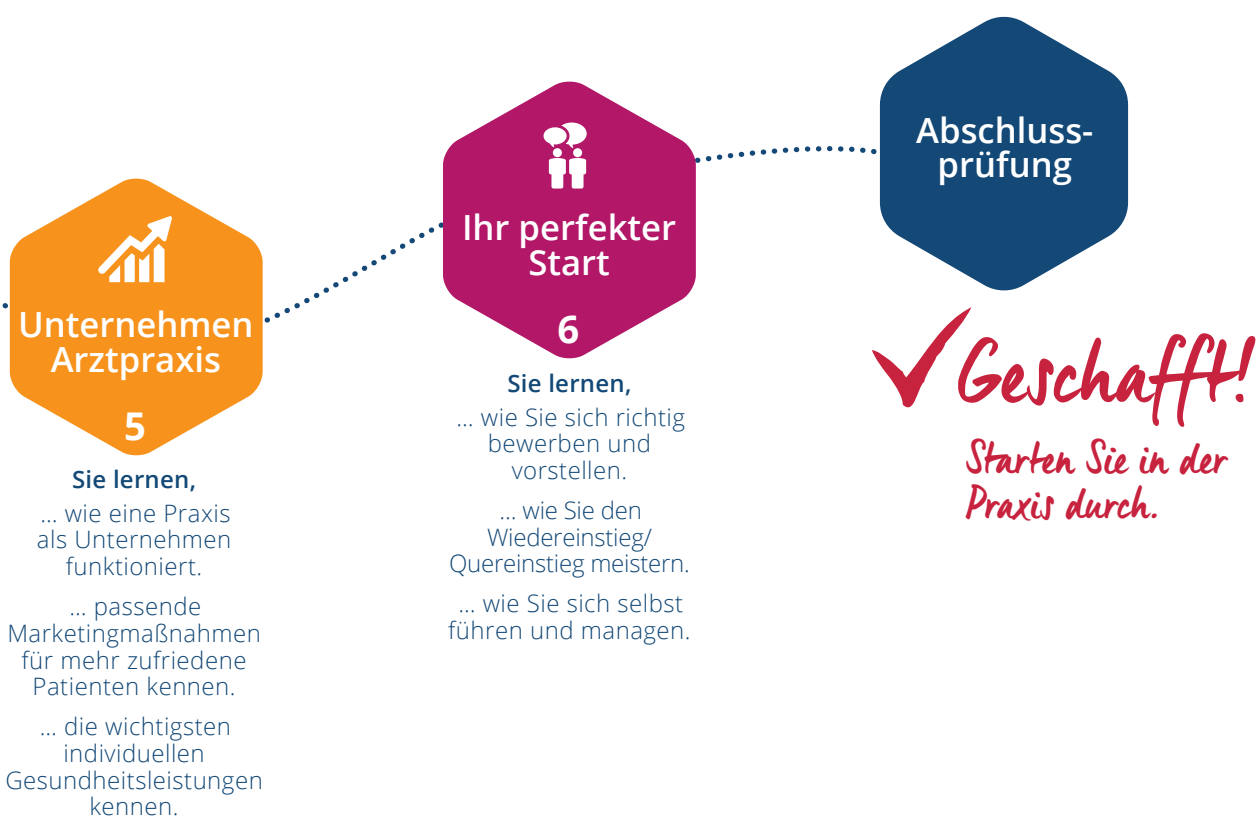 Unternehmen
Arztpraxis
5
Sie lernen,
... wie eine Praxis
als Unternehmen
funktioniert.
... passende
Marketingmaßnahmen
für mehr zufriedene
Patienten kennen.
... die wichtigsten
individuellen
Gesundheitsleistungen
kennen.
Ihr perfekter
Start
6
Sie lernen,
... wie Sie sich richtig
bewerben und
vorstellen.
... wie Sie den
Wiedereinstieg/
Quereinstieg meistern.
... wie Sie sich selbst
führen und managen.
Abschluss-
prüfung
Geschafft!
Starten Sie in der
Praxis durch.